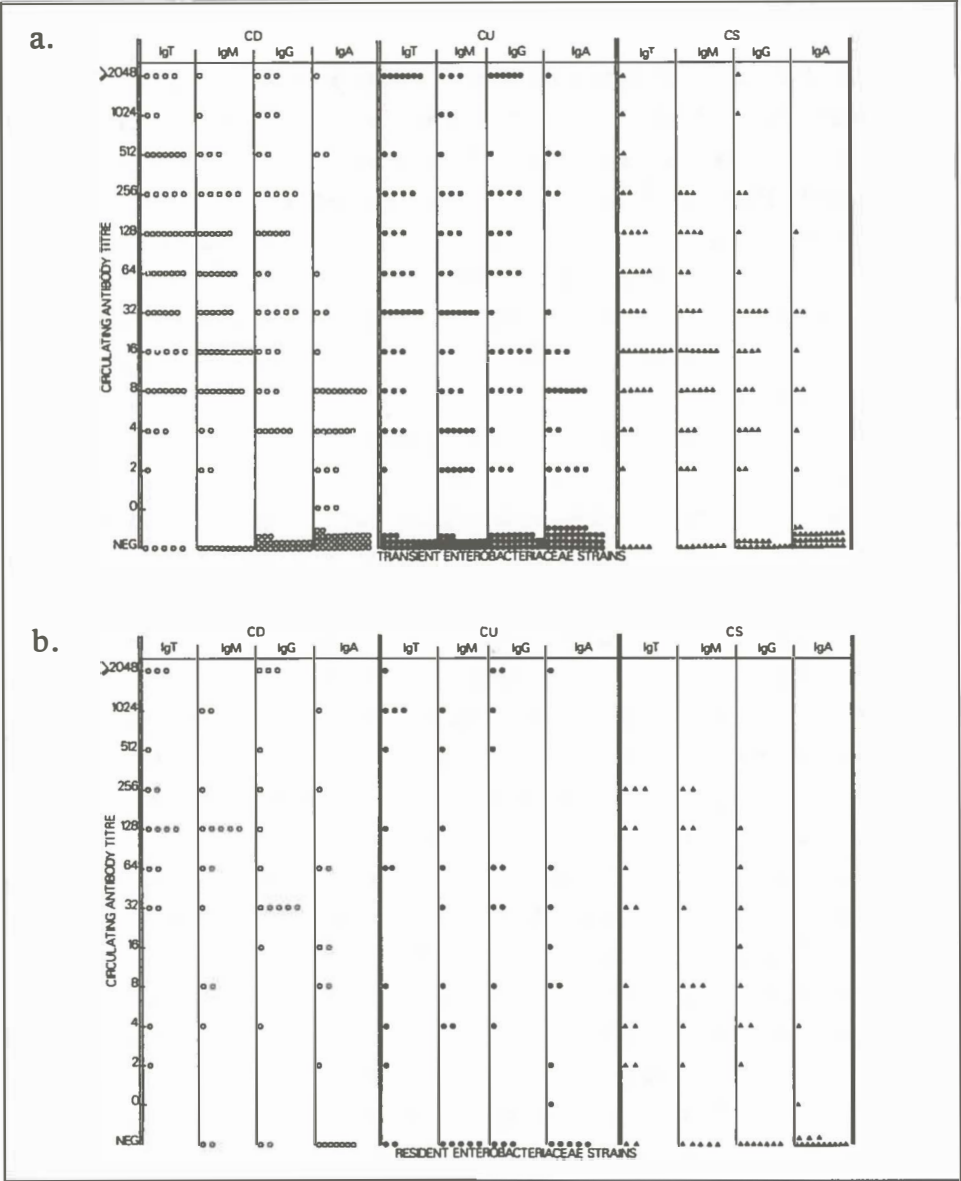 a.
CD CU CS
IgT IgM IgG IgA IgT IgM IgG IgA IgT IgM IgG IgA
>2048
1024
512
256
128
64
32
16
8
4
2
0
NEG
CIRCULATING ANTIBODY TITRE
TRANSIENT ENTEROBACTERIACEAE STRAINS
b.
CD CU CS
IgT IgM IgG IgA IgT IgM IgG IgA IgT IgM IgG IgA
>2048
1024
512
256
128
64
32
16
8
4
2
0
NEG
CIRCULATING ANTIBODY TITRE
RESIDENT ENTEROBACTERIACEAE STRAINS